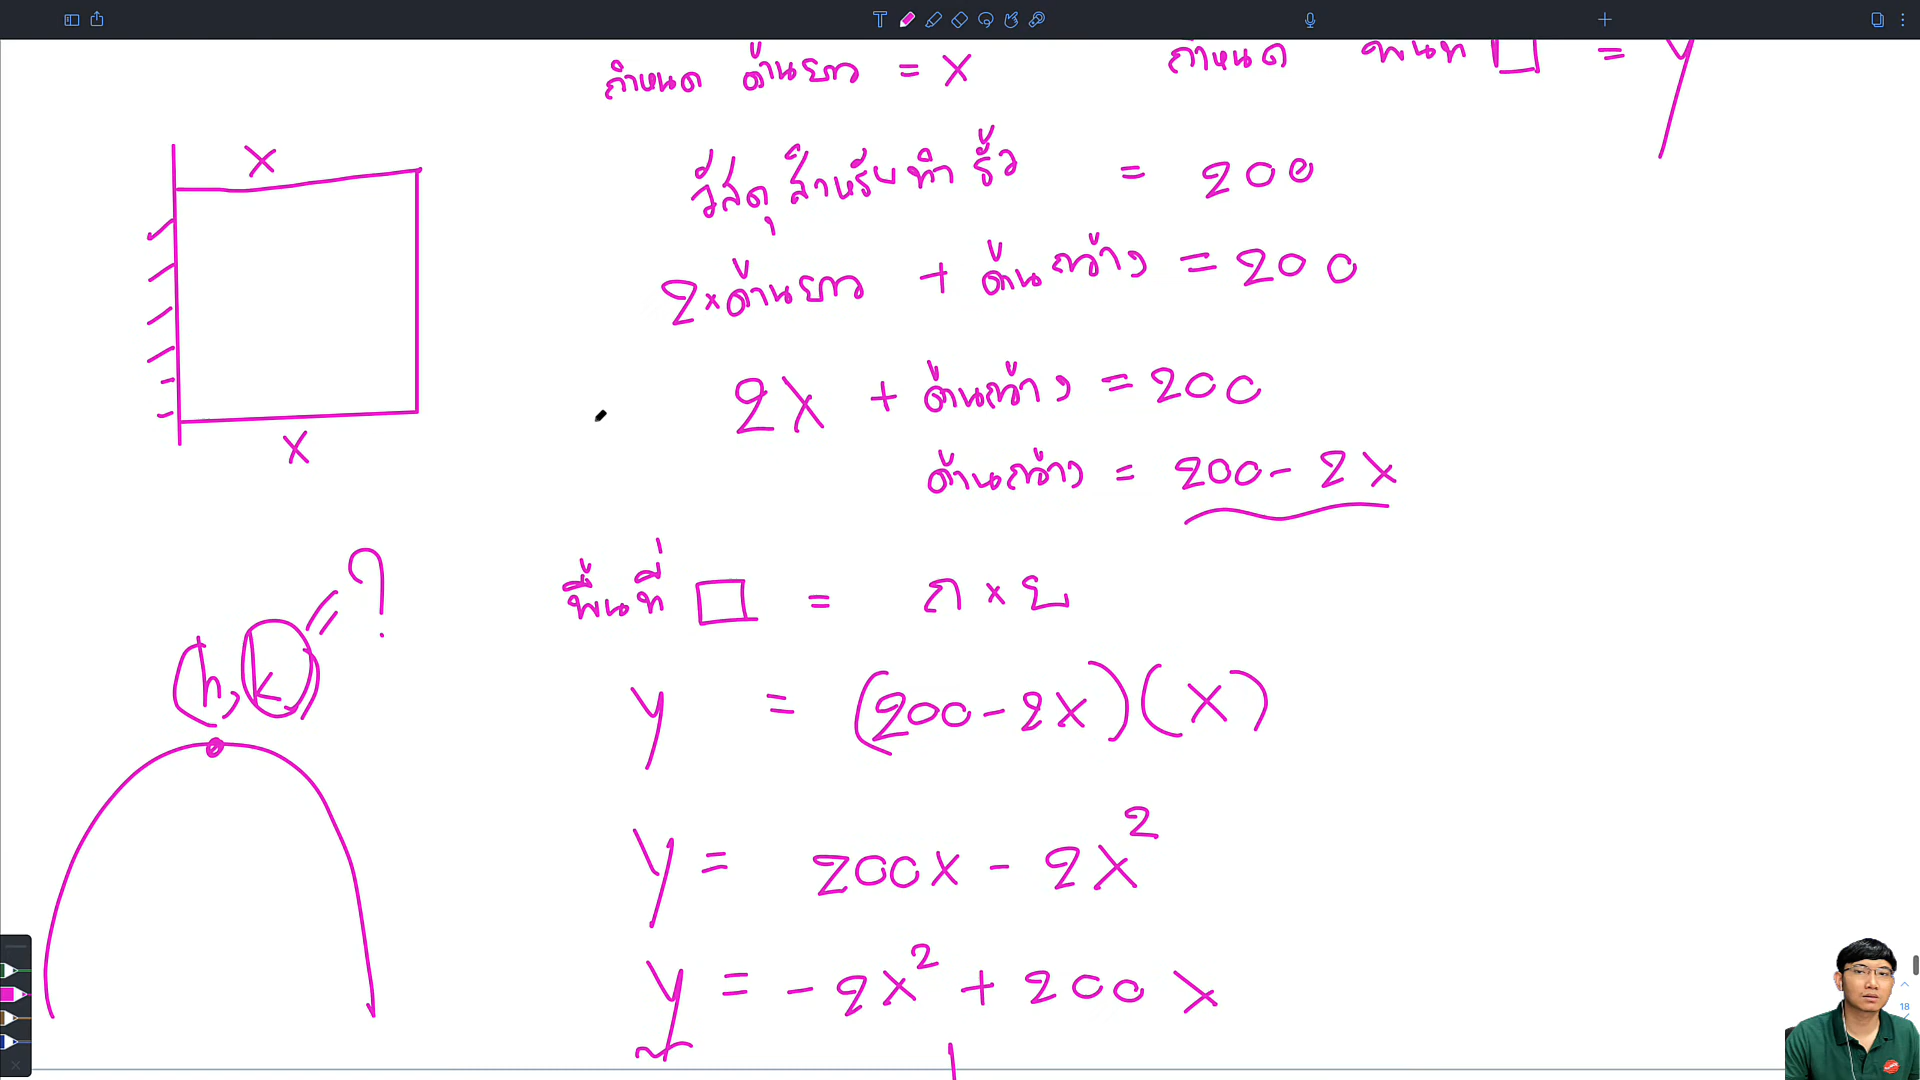 กำหนด ด้านยาว = x
กำหนด พื้นที่ □ = y
x
วัสดุสำหรับทำรั้ว = 200
2×ด้านยาว + ด้านกว้าง = 200
2x + ด้านกว้าง = 200
x
ด้านกว้าง = 200 - 2x
พื้นที่ □ = ก × ย
(h, k) = ?
y = (200 - 2x)(x)
y = 200x - 2x²
y = -2x² + 200x
18